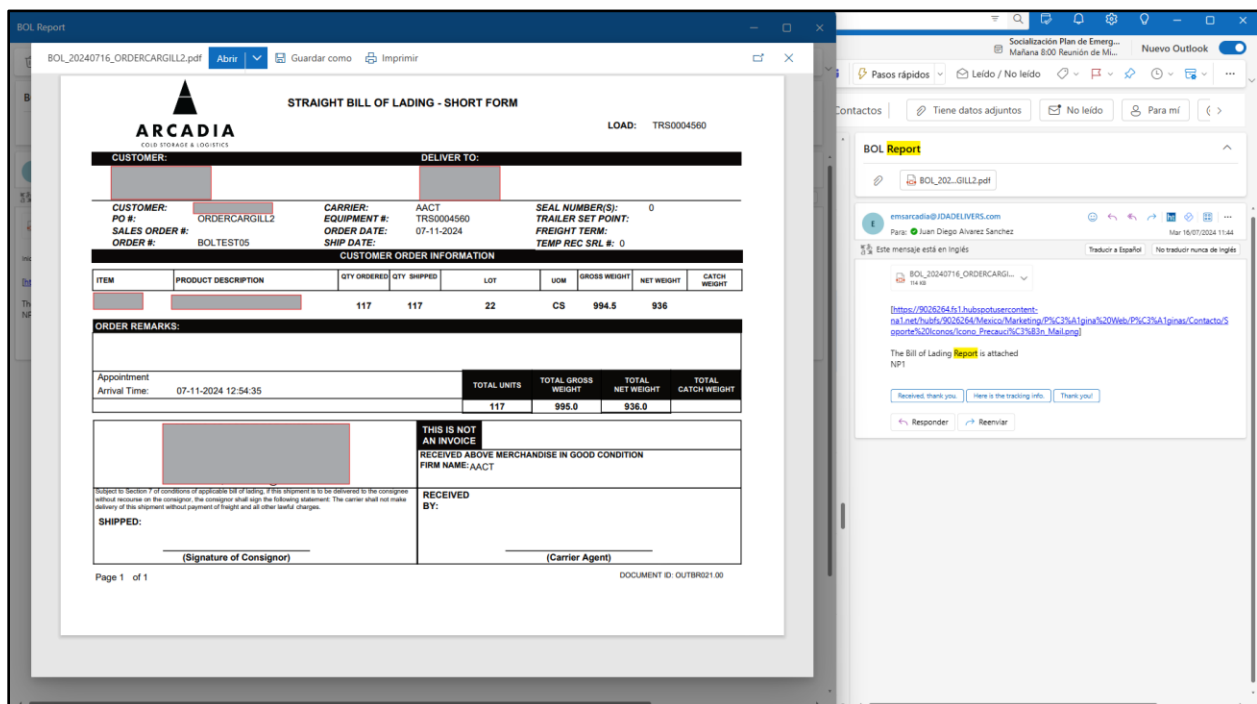 BOL Report
BOL_20240716_ORDERCARGILL2.pdf Abrir Guardar como Imprimir
ARCADIA
COLD STORAGE & LOGISTICS
STRAIGHT BILL OF LADING - SHORT FORM
LOAD: TRS0004560
CUSTOMER: DELIVER TO:
CUSTOMER: CARRIER: AACT SEAL NUMBER(S): 0
PO #: ORDERCARGILL2 EQUIPMENT #: TRS0004560 TRAILER SET POINT:
SALES ORDER #: ORDER DATE: 07-11-2024 FREIGHT TERM:
ORDER #: BOLTEST05 SHIP DATE: TEMP REC SRL #: 0
CUSTOMER ORDER INFORMATION
ITEM PRODUCT DESCRIPTION QTY ORDERED QTY SHIPPED LOT UOM GROSS WEIGHT NET WEIGHT CATCH WEIGHT
117 117 22 CS 994.5 936
ORDER REMARKS:
Appointment
Arrival Time: 07-11-2024 12:54:35
TOTAL UNITS TOTAL GROSS WEIGHT TOTAL NET WEIGHT TOTAL CATCH WEIGHT
117 995.0 936.0
THIS IS NOT
AN INVOICE
RECEIVED ABOVE MERCHANDISE IN GOOD CONDITION
FIRM NAME: AACT
Subject to Section 7 of conditions of applicable bill of lading, if this shipment is to be delivered to the consignee
without recourse on the consignor, the consignor shall sign the following statement: The carrier shall not make
delivery of this shipment without payment of freight and all other lawful charges.
SHIPPED:
RECEIVED
BY:
(Signature of Consignor) (Carrier Agent)
Page 1 of 1 DOCUMENT ID: OUTBR021.00
Socialización Plan de Emerg...
Mañana 8:00 Reunión de Mi...
Nuevo Outlook
Pasos rápidos Leído / No leído
Contactos Tiene datos adjuntos No leído Para mí
BOL Report
BOL_202...GILL2.pdf
emsarcadia@JDADELIVERS.com
Para: Juan Diego Alvarez Sanchez Mar 16/07/2024 11:44
Este mensaje está en Inglés Traducir a Español No traducir nunca de Inglés
BOL_20240716_ORDERCARGI...
114 KB
[https://9026264.fs1.hubspotusercontent-
na1.net/hubfs/9026264/Mexico/Marketing/P%C3%A1gina%20Web/P%C3%A1ginas/Contacto/S
oporte%20Iconos/Icono_Precauci%C3%B3n_Mail.png]
The Bill of Lading Report is attached
NP1
Received, thank you. Here is the tracking info. Thank you!
Responder Reenviar